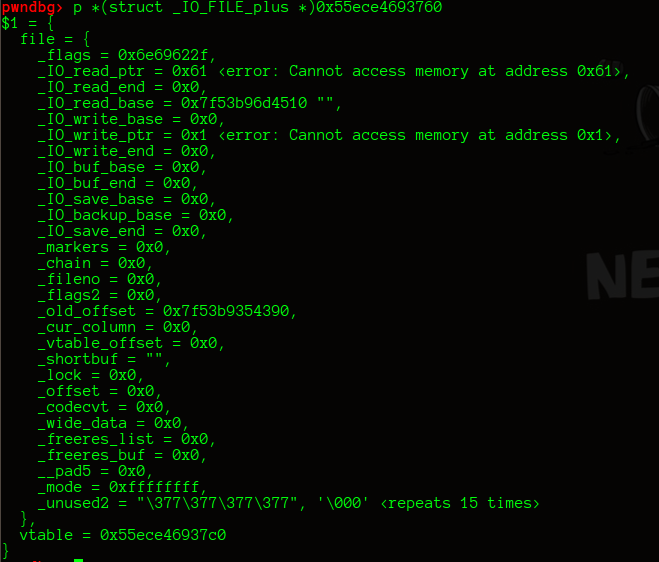 pwndbg> p *(struct _IO_FILE_plus *)0x55ece4693760
$1 = {
  file = {
    _flags = 0x6e69622f,
    _IO_read_ptr = 0x61 <error: Cannot access memory at address 0x61>,
    _IO_read_end = 0x0,
    _IO_read_base = 0x7f53b96d4510 "",
    _IO_write_base = 0x0,
    _IO_write_ptr = 0x1 <error: Cannot access memory at address 0x1>,
    _IO_write_end = 0x0,
    _IO_buf_base = 0x0,
    _IO_buf_end = 0x0,
    _IO_save_base = 0x0,
    _IO_backup_base = 0x0,
    _IO_save_end = 0x0,
    _markers = 0x0,
    _chain = 0x0,
    _fileno = 0x0,
    _flags2 = 0x0,
    _old_offset = 0x7f53b9354390,
    _cur_column = 0x0,
    _vtable_offset = 0x0,
    _shortbuf = "",
    _lock = 0x0,
    _offset = 0x0,
    _codecvt = 0x0,
    _wide_data = 0x0,
    _freeres_list = 0x0,
    _freeres_buf = 0x0,
    __pad5 = 0x0,
    _mode = 0xffffffff,
    _unused2 = "\377\377\377\377", '\000' <repeats 15 times>
  },
  vtable = 0x55ece46937c0
}
NE